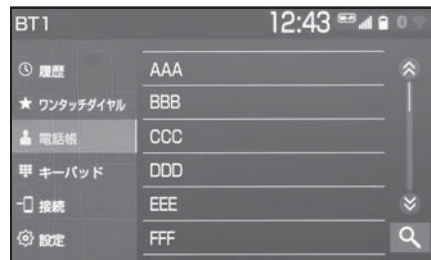 BT1 12:43 0
履歴
ワンタッチダイヤル
電話帳
キーパッド
接続
設定
AAA
BBB
CCC
DDD
EEE
FFF